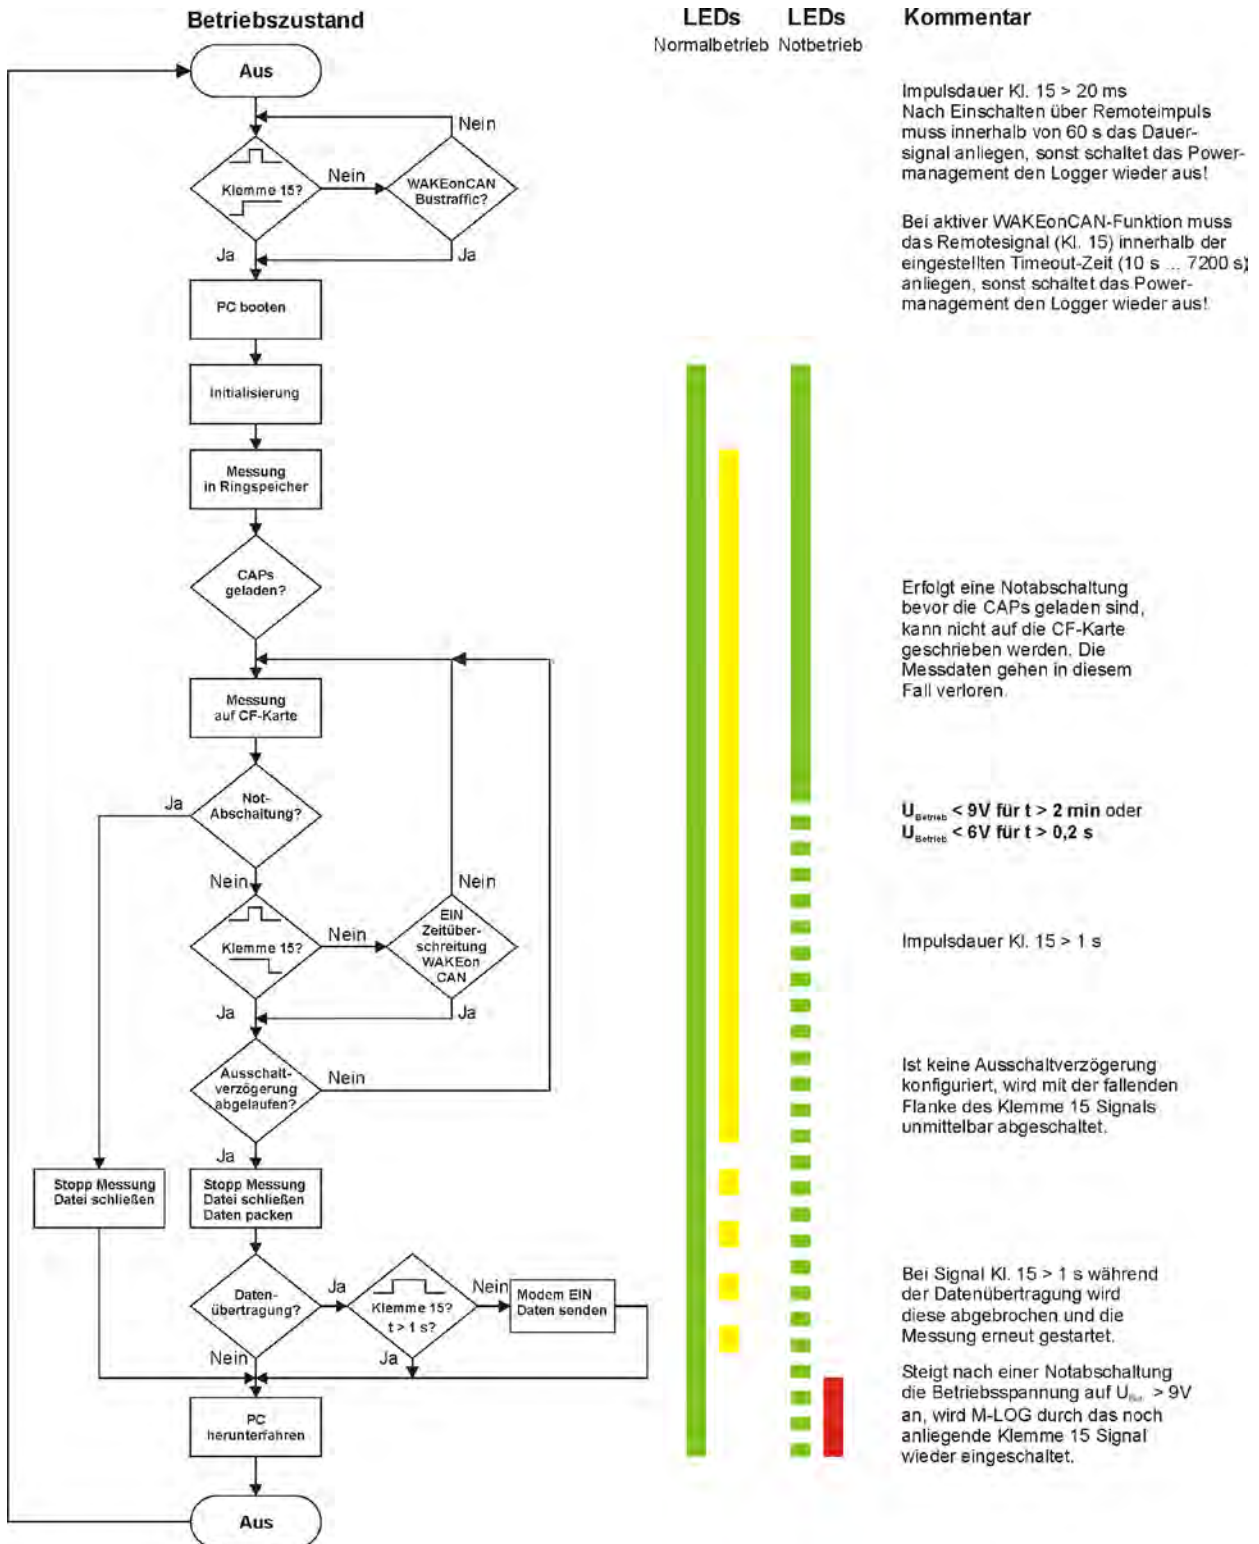 Betriebszustand
LEDs
LEDs
Kommentar
Normalbetrieb
Notbetrieb
Aus
Impulsdauer Kl. 15 > 20 ms
Nach Einschalten über Remoteimpuls
muss innerhalb von 60 s das Dauer-
signal anliegen, sonst schaltet das Power-
management den Logger wieder aus!
Nein
Klemme 15?
Nein
WAKEonCAN
Bustraffic?
Ja
Ja
Bei aktiver WAKEonCAN-Funktion muss
das Remotesignal (Kl. 15) innerhalb der
eingestellten Timeout-Zeit (10 s ... 7200 s)
anliegen, sonst schaltet das Power-
management den Logger wieder aus!
PC booten
Initialisierung
Messung
in Ringspeicher
CAPs
geladen?
Erfolgt eine Notabschaltung
bevor die CAPs geladen sind,
kann nicht auf die CF-Karte
geschrieben werden. Die
Messdaten gehen in diesem
Fall verloren.
Messung
auf CF-Karte
Not-
Abschaltung?
Ja
Nein
U Betrieb < 9V für t > 2 min oder
U Betrieb < 6V für t > 0,2 s
Klemme 15?
Nein
Nein
EIN
Zeitüber-
schreitung
WAKEon
CAN
Ja
Ja
Impulsdauer Kl. 15 > 1 s
Ausschalt-
verzögerung
abgelaufen?
Nein
Ja
Ist keine Ausschaltverzögerung
konfiguriert, wird mit der fallenden
Flanke des Klemme 15 Signals
unmittelbar abgeschaltet.
Stopp Messung
Datei schließen
Stopp Messung
Datei schließen
Daten packen
Daten-
übertragung?
Ja
Klemme 15?
t > 1 s?
Nein
Modem EIN
Daten senden
Nein
Ja
Bei Signal Kl. 15 > 1 s während
der Datenübertragung wird
diese abgebrochen und die
Messung erneut gestartet.
PC
herunterfahren
Steigt nach einer Notabschaltung
die Betriebsspannung auf U > 9V
an, wird M-LOG durch das noch
anliegende Klemme 15 Signal
wieder eingeschaltet.
Aus